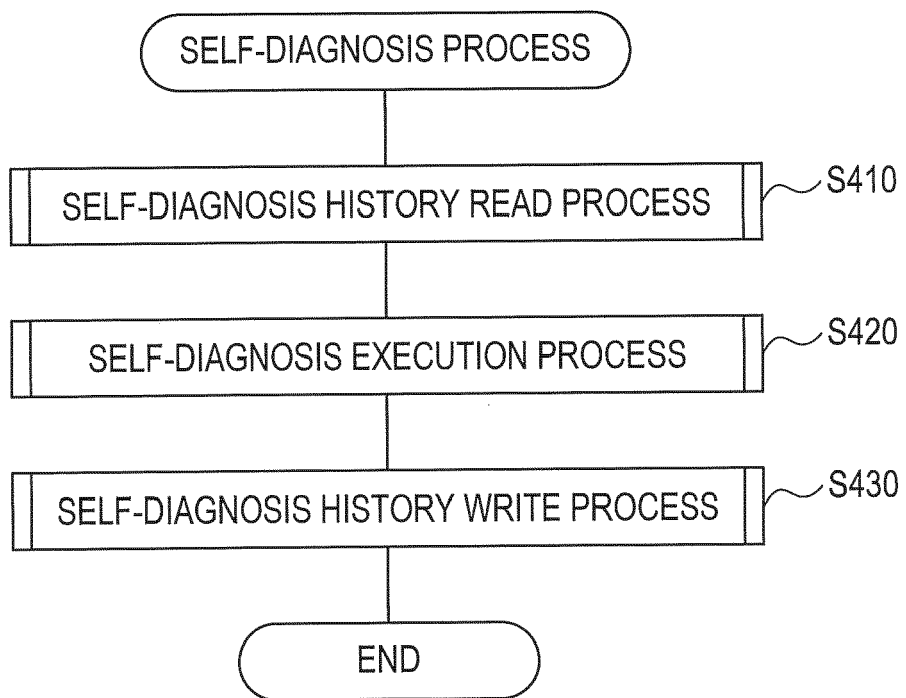 SELF-DIAGNOSIS PROCESS
SELF-DIAGNOSIS HISTORY READ PROCESS
S410
SELF-DIAGNOSIS EXECUTION PROCESS
S420
SELF-DIAGNOSIS HISTORY WRITE PROCESS
S430
END